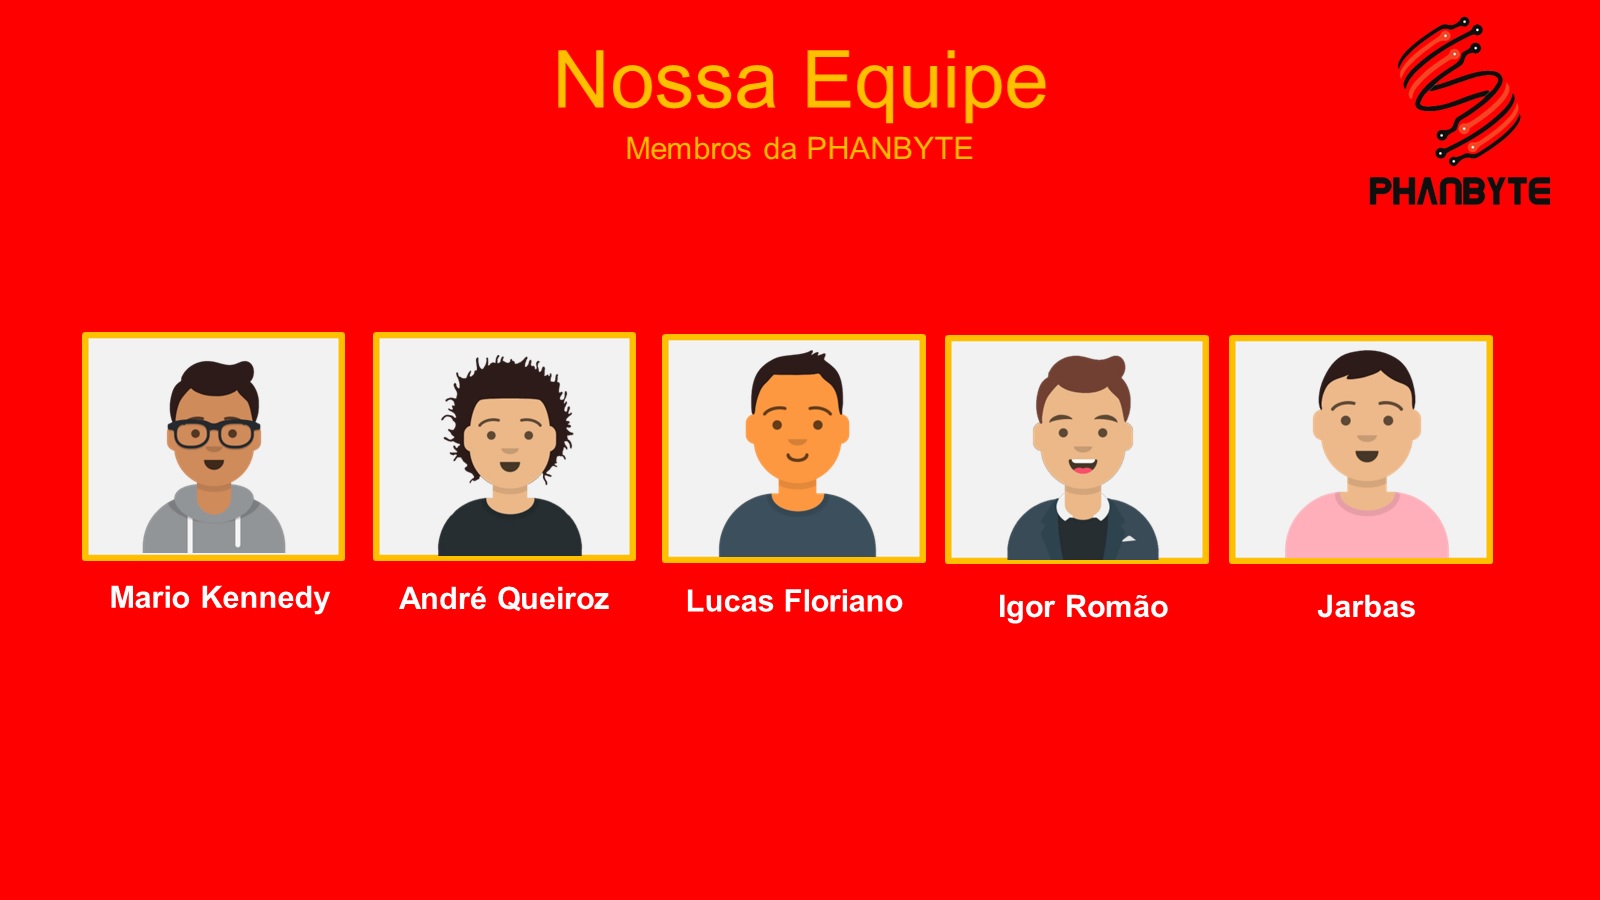 Nossa Equipe
Membros da PHANBYTE
PHANBYTE
Mario Kennedy
André Queiroz
Lucas Floriano
Igor Romão
Jarbas